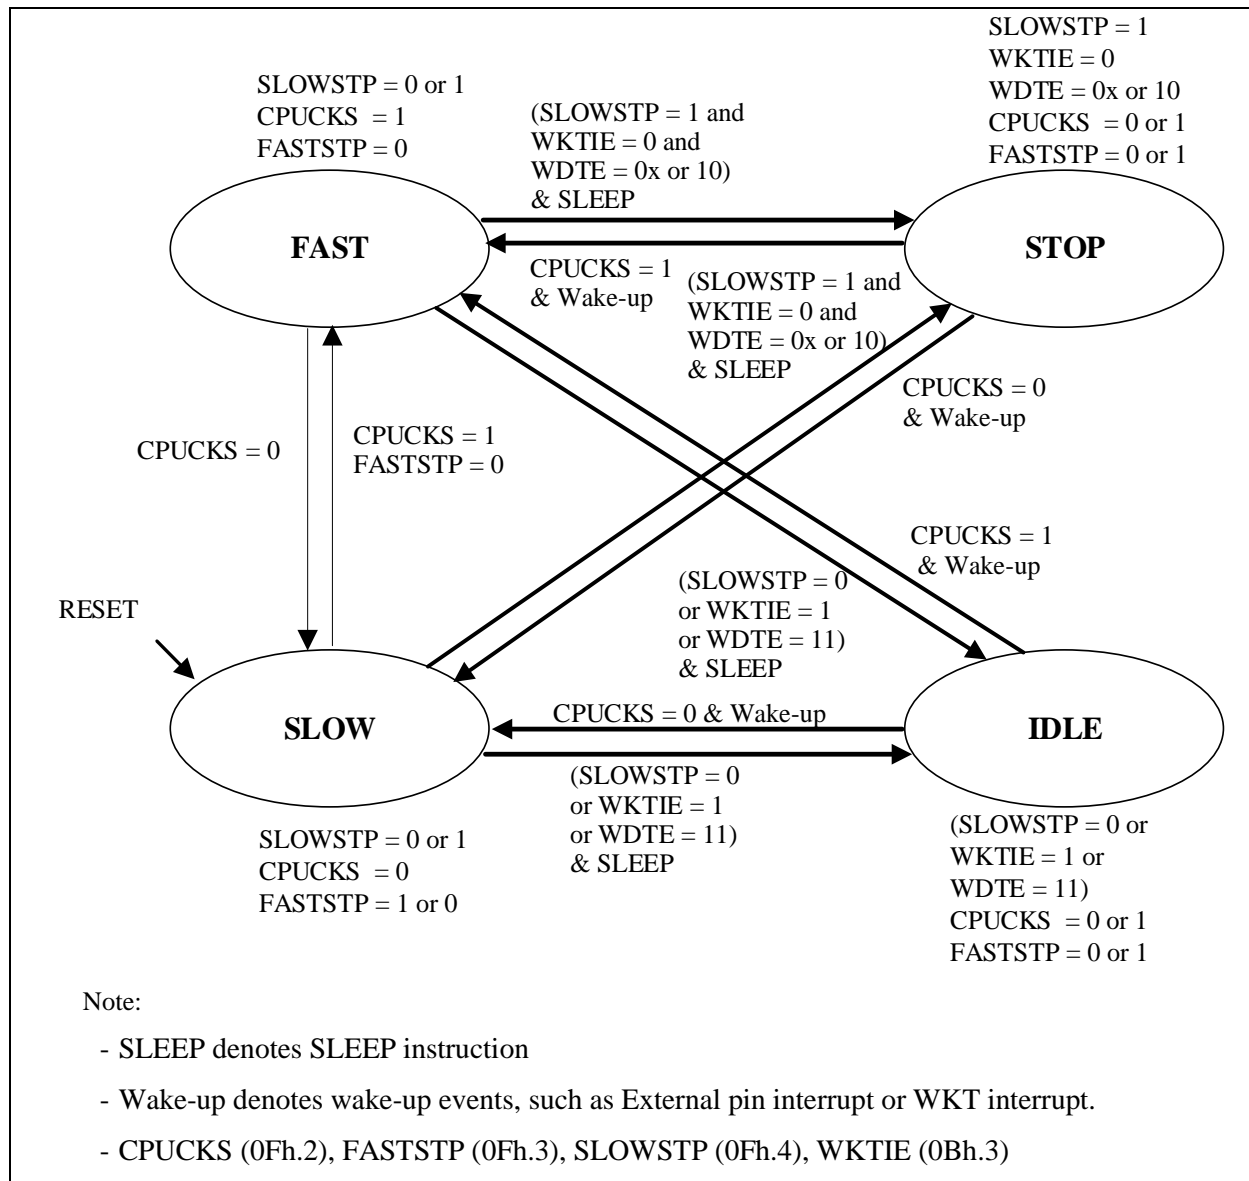 SLOWSTP = 0 or 1
CPUCKS = 1
FASTSTP = 0
(SLOWSTP = 1 and
WKTIE = 0 and
WDTE = 0x or 10)
& SLEEP
SLOWSTP = 1
WKTIE = 0
WDTE = 0x or 10
CPUCKS = 0 or 1
FASTSTP = 0 or 1
FAST
STOP
CPUCKS = 1
& Wake-up
(SLOWSTP = 1 and
WKTIE = 0 and
WDTE = 0x or 10)
& SLEEP
CPUCKS = 0
& Wake-up
CPUCKS = 0
CPUCKS = 1
FASTSTP = 0
CPUCKS = 1
& Wake-up
(SLOWSTP = 0
or WKTIE = 1
or WDTE = 11)
& SLEEP
RESET
SLOW
CPUCKS = 0 & Wake-up
IDLE
(SLOWSTP = 0
or WKTIE = 1
or WDTE = 11)
& SLEEP
SLOWSTP = 0 or 1
CPUCKS = 0
FASTSTP = 1 or 0
(SLOWSTP = 0 or
WKTIE = 1 or
WDTE = 11)
CPUCKS = 0 or 1
FASTSTP = 0 or 1
Note:
- SLEEP denotes SLEEP instruction
- Wake-up denotes wake-up events, such as External pin interrupt or WKT interrupt.
- CPUCKS (0Fh.2), FASTSTP (0Fh.3), SLOWSTP (0Fh.4), WKTIE (0Bh.3)